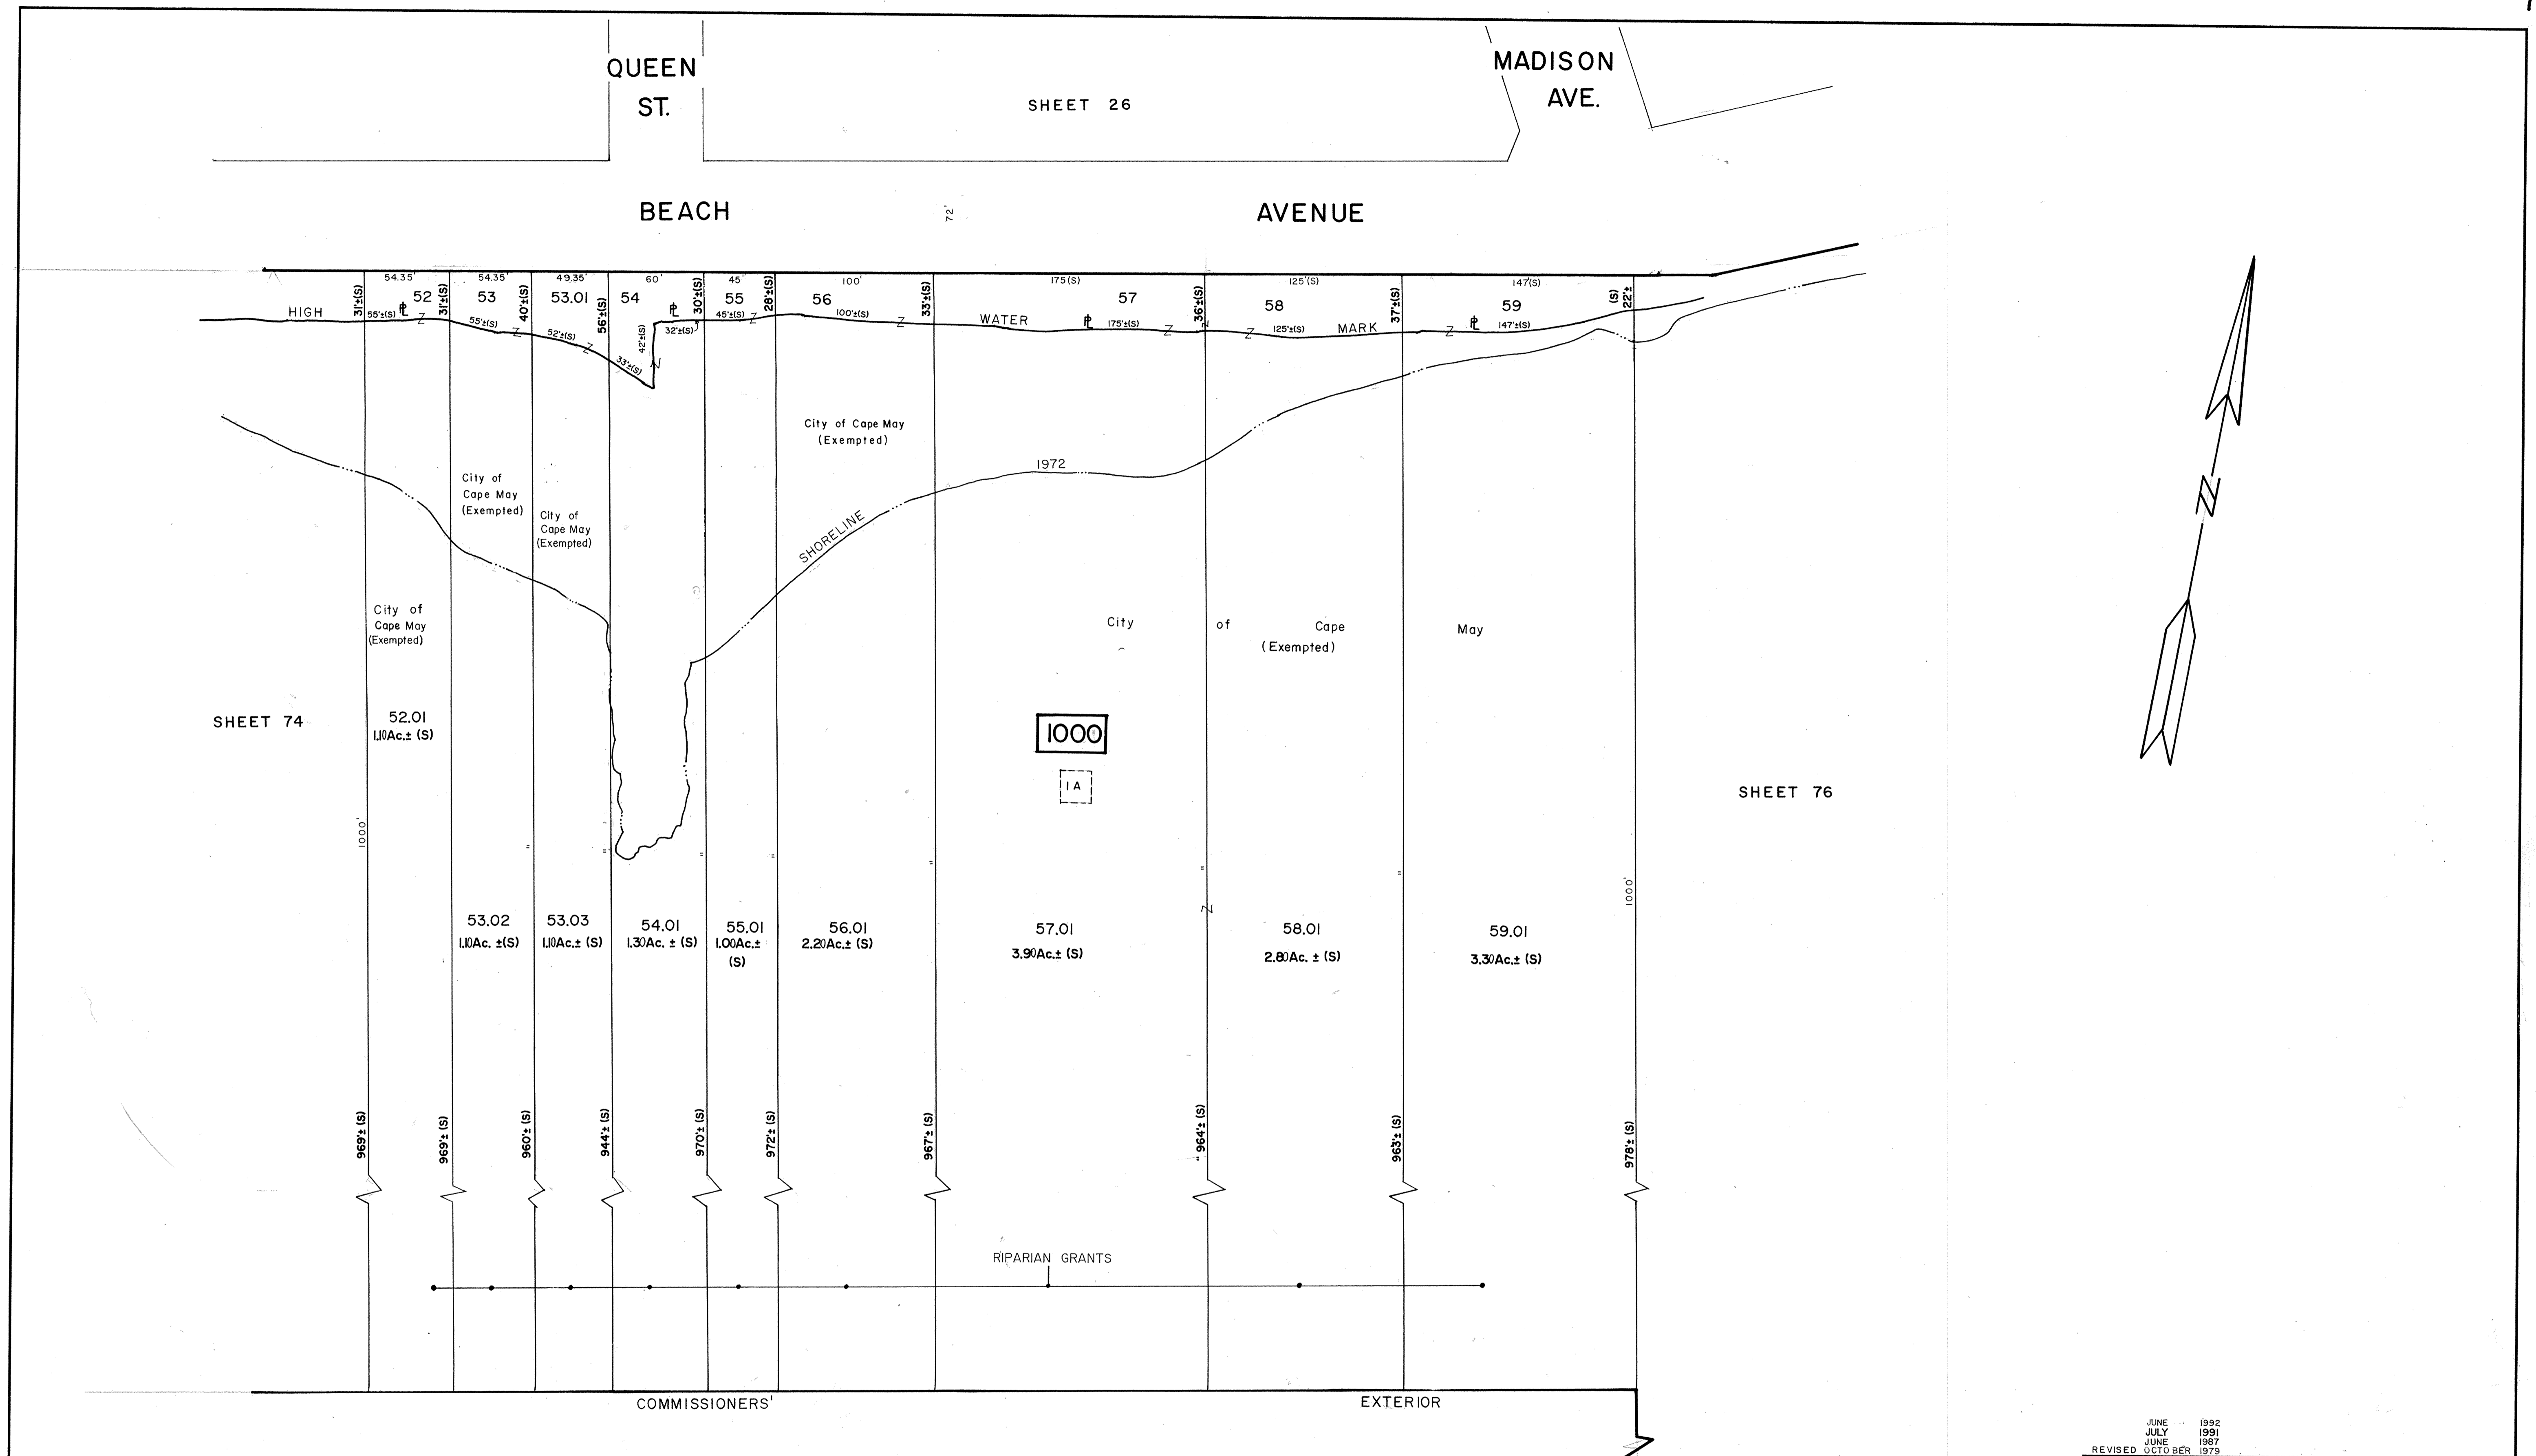 QUEEN
ST.
SHEET 26
MADISON
AVE.
BEACH
72'
AVENUE
54.35'
54.35'
49.35'
60'
45'
100'
175(S)
125'(S)
147'(S)
31'±(S)
52
31'±(S)
53
40'±(S)
53.01
56'±(S)
54
30'±(S)
55
28'±(S)
56
33'±(S)
57
36'±(S)
58
37'±(S)
59
22'±
(S)
HIGH
55'±(S)
PL
55'±(S)
52'±(S)
33'±(S)
42'±(S)
PL
32'±(S)
45'±(S)
100'±(S)
WATER
PL
175'±(S)
125'±(S)
MARK
PL
147'±(S)
City of Cape May
(Exempted)
1972
SHORELINE
City of
Cape May
(Exempted)
City of
Cape May
(Exempted)
City of
Cape May
(Exempted)
City of Cape May
(Exempted)
N
SHEET 74
52.01
1.10Ac.± (S)
1000
1A
SHEET 76
1000'
"
"
"
"
"
"
"
1000'
53.02
1.10Ac. ±(S)
53.03
1.10Ac.± (S)
54.01
1.30Ac. ± (S)
55.01
1.00Ac.±
(S)
56.01
2.20Ac.± (S)
57.01
3.90Ac.± (S)
58.01
2.80Ac. ± (S)
59.01
3.30Ac.± (S)
969'± (S)
969'± (S)
960'± (S)
944'± (S)
970'± (S)
972'± (S)
967'± (S)
" 964'± (S)
963'± (S)
978'± (S)
RIPARIAN GRANTS
COMMISSIONERS'
EXTERIOR
JUNE 1992
JULY 1991
JUNE 1987
REVISED OCTOBER 1979